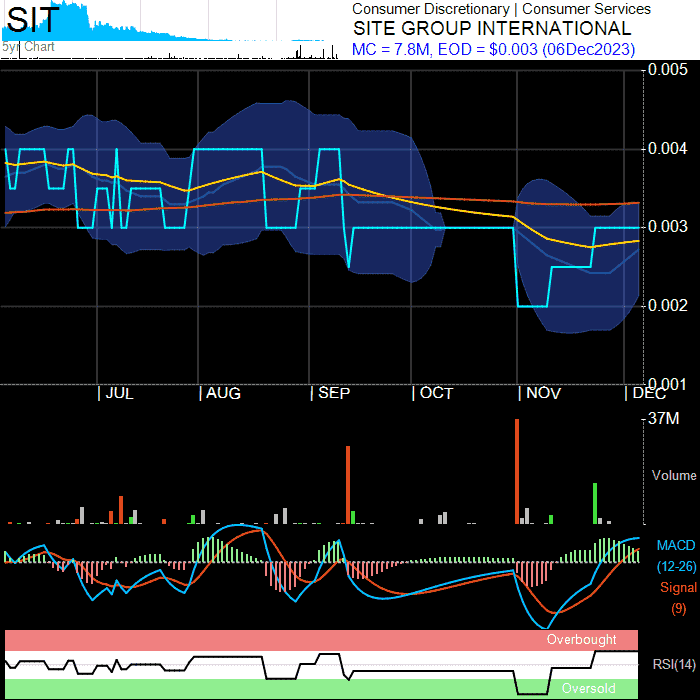 SIT
5yr Chart
Consumer Discretionary | Consumer Services
SITE GROUP INTERNATIONAL
MC = 7.8M, EOD = $0.003 (06Dec2023)
0.005
0.004
0.003
0.002
0.001
| JUL | AUG | SEP | OCT | NOV | DEC
37M
Volume
MACD
(12-26)
Signal
(9)
Overbought
RSI(14)
Oversold